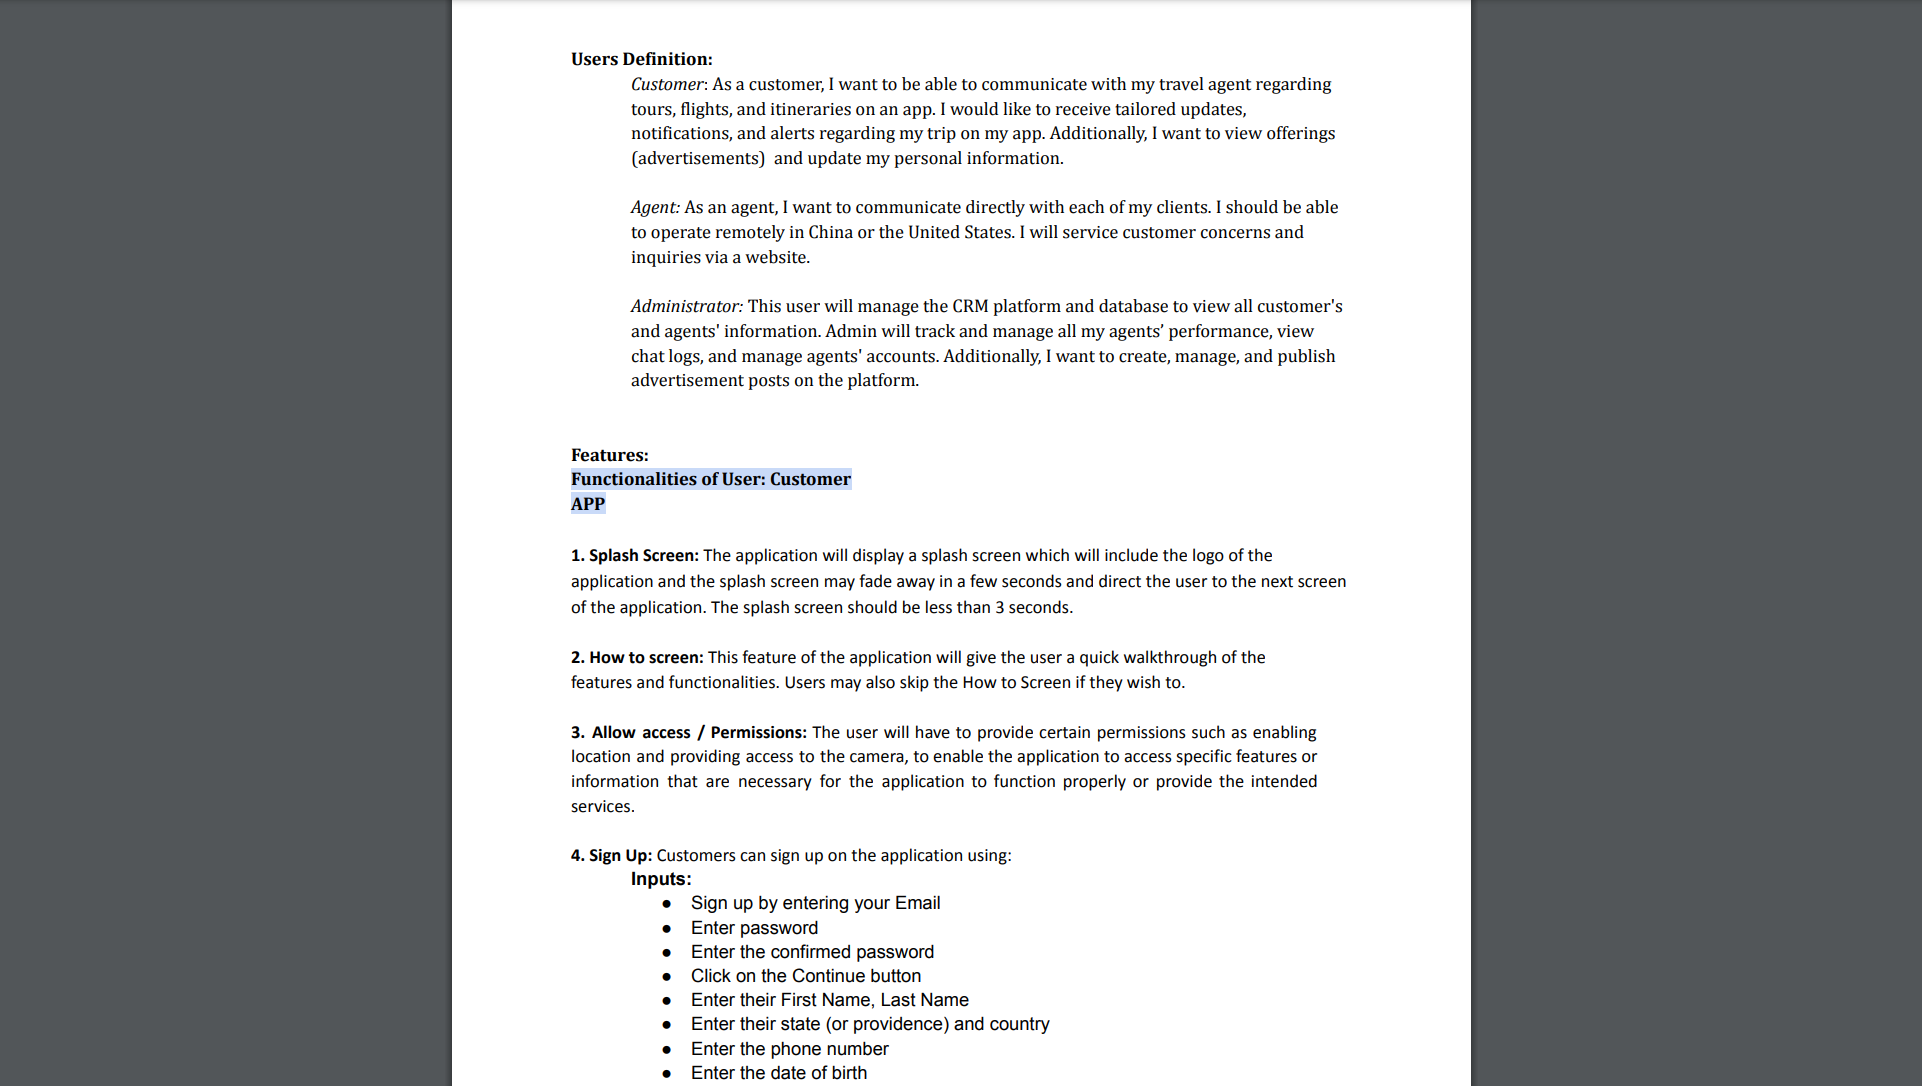 Users Definition:
Customer: As a customer, I want to be able to communicate with my travel agent regarding
tours, flights, and itineraries on an app. I would like to receive tailored updates,
notifications, and alerts regarding my trip on my app. Additionally, I want to view offerings
(advertisements)  and update my personal information.
Agent: As an agent, I want to communicate directly with each of my clients. I should be able
to operate remotely in China or the United States. I will service customer concerns and
inquiries via a website.
Administrator: This user will manage the CRM platform and database to view all customer's
and agents' information. Admin will track and manage all my agents’ performance, view
chat logs, and manage agents' accounts. Additionally, I want to create, manage, and publish
advertisement posts on the platform.
Features:
Functionalities of User: Customer
APP
1. Splash Screen: The application will display a splash screen which will include the logo of the
application and the splash screen may fade away in a few seconds and direct the user to the next screen
of the application. The splash screen should be less than 3 seconds.
2. How to screen: This feature of the application will give the user a quick walkthrough of the
features and functionalities. Users may also skip the How to Screen if they wish to.
3. Allow access / Permissions: The user will have to provide certain permissions such as enabling
location and providing access to the camera, to enable the application to access specific features or
information that are necessary for the application to function properly or provide the intended
services.
4. Sign Up: Customers can sign up on the application using:
Inputs:
● Sign up by entering your Email
● Enter password
● Enter the confirmed password
● Click on the Continue button
● Enter their First Name, Last Name
● Enter their state (or providence) and country
● Enter the phone number
● Enter the date of birth